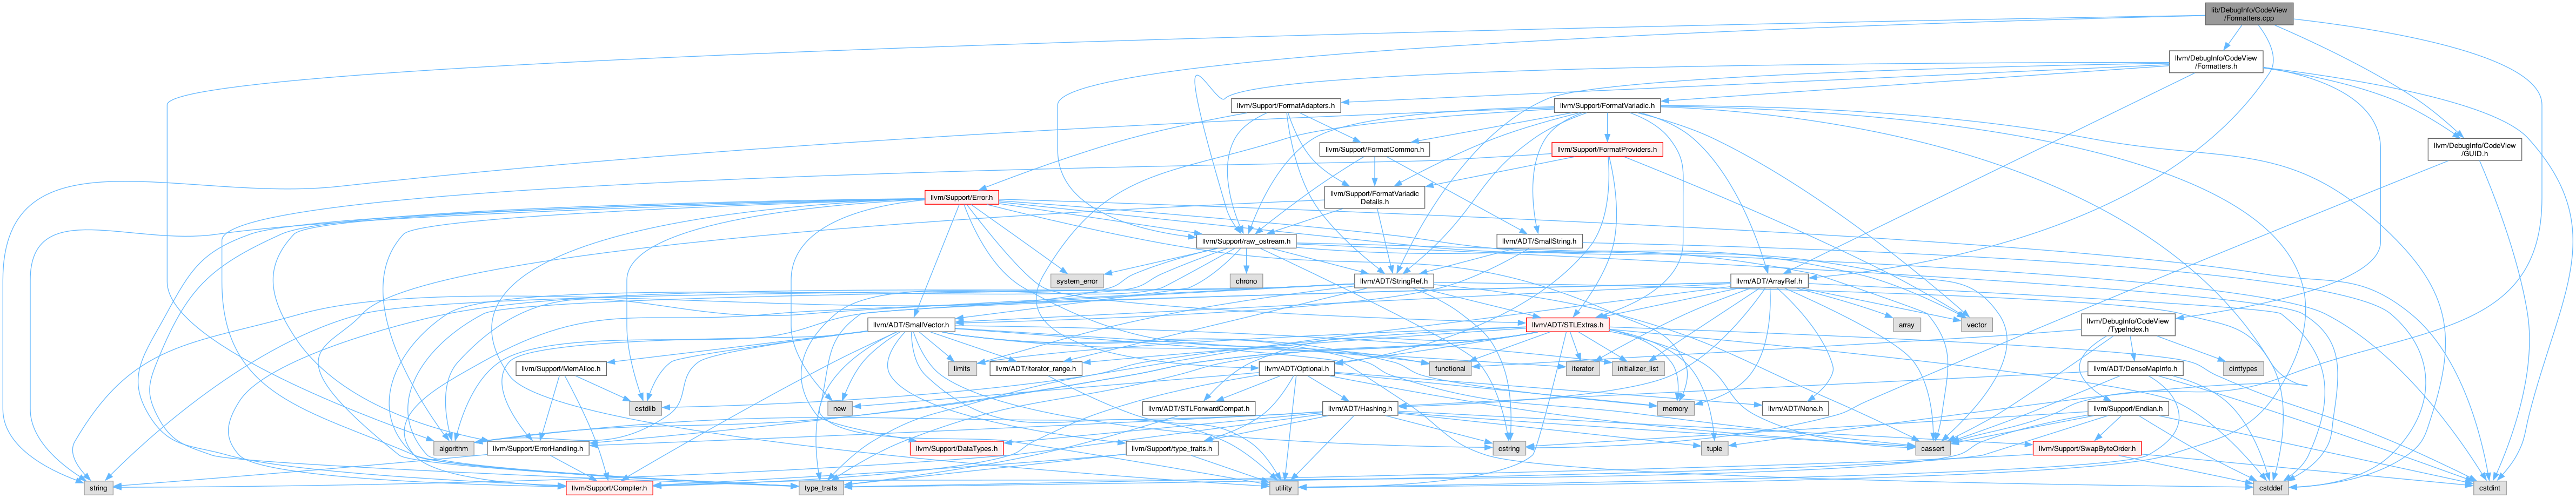 lib/DebugInfo/CodeView
/Formatters.cpp
llvm/DebugInfo/CodeView
/Formatters.h
llvm/Support/FormatAdapters.h
llvm/Support/FormatVariadic.h
llvm/Support/FormatCommon.h
llvm/Support/FormatProviders.h
llvm/DebugInfo/CodeView
/GUID.h
llvm/Support/Error.h
llvm/Support/FormatVariadic
Details.h
llvm/Support/raw_ostream.h
llvm/ADT/SmallString.h
system_error
chrono
llvm/ADT/StringRef.h
llvm/ADT/ArrayRef.h
llvm/ADT/SmallVector.h
llvm/ADT/STLExtras.h
array
vector
llvm/DebugInfo/CodeView
/TypeIndex.h
llvm/Support/MemAlloc.h
limits
llvm/ADT/iterator_range.h
llvm/ADT/Optional.h
functional
iterator
initializer_list
llvm/ADT/DenseMapInfo.h
cinttypes
cstdlib
new
llvm/ADT/STLForwardCompat.h
llvm/ADT/Hashing.h
memory
llvm/ADT/None.h
llvm/Support/Endian.h
algorithm
llvm/Support/ErrorHandling.h
llvm/Support/DataTypes.h
llvm/Support/type_traits.h
cstring
tuple
cassert
llvm/Support/SwapByteOrder.h
string
llvm/Support/Compiler.h
type_traits
utility
cstddef
cstdint